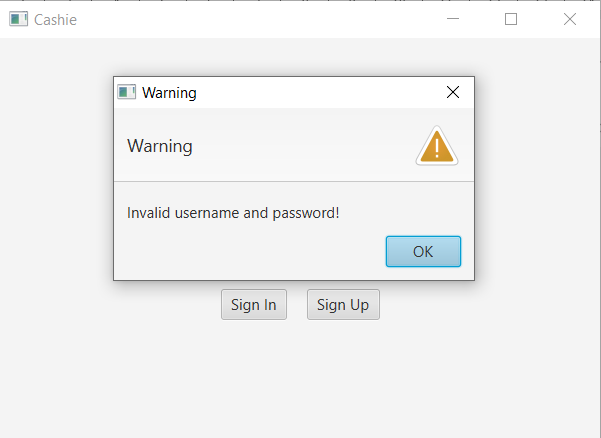 Cashie
Warning
Warning
Invalid username and password!
OK
Sign In Sign Up